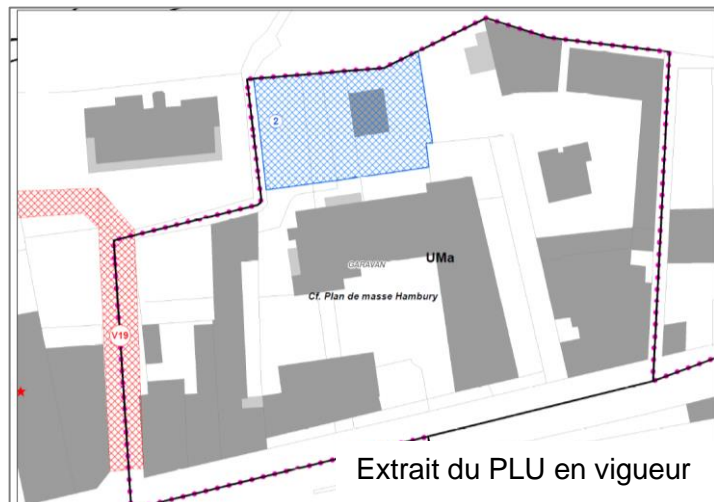 2
GARAVAN
UMa
Cf. Plan de masse Hambury
V19
Extrait du PLU en vigueur